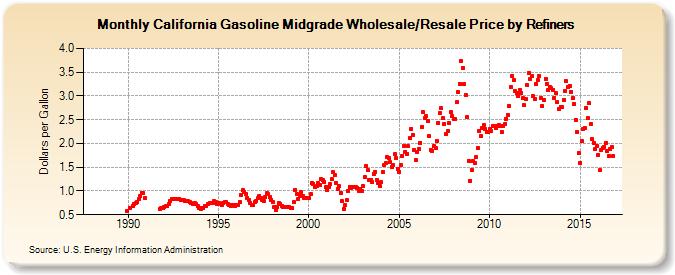 Monthly California Gasoline Midgrade Wholesale/Resale Price by Refiners
Dollars per Gallon
4.0
3.5
3.0
2.5
2.0
1.5
1.0
0.5
1990 1995 2000 2005 2010 2015
Source: U.S. Energy Information Administration